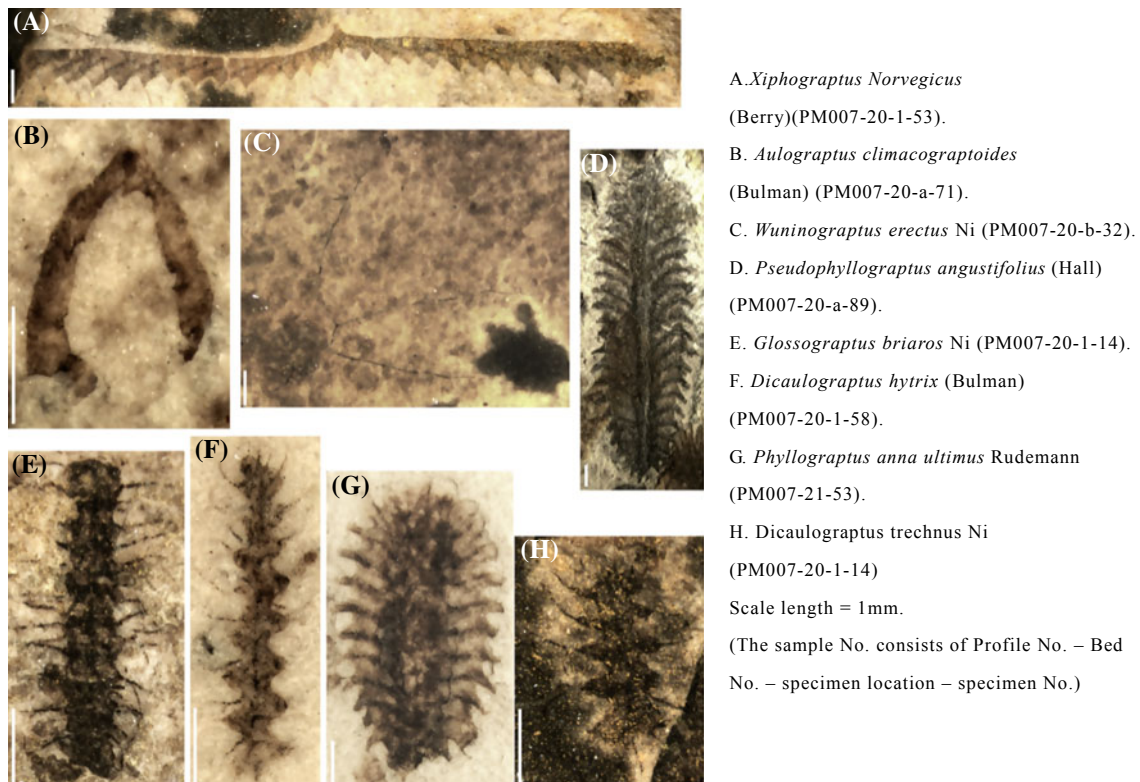 (A)
(B)
(C)
(D)
(E)
(F)
(G)
(H)
A.Xiphograptus Norvegicus
(Berry)(PM007-20-1-53).
B. Aulograptus climacograptoides
(Bulman) (PM007-20-a-71).
C. Wuninograptus erectus Ni (PM007-20-b-32).
D. Pseudophyllograptus angustifolius (Hall)
(PM007-20-a-89).
E. Glossograptus briaros Ni (PM007-20-1-14).
F. Dicaulograptus hytrix (Bulman)
(PM007-20-1-58).
G. Phyllograptus anna ultimus Rudemann
(PM007-21-53).
H. Dicaulograptus trechnus Ni
(PM007-20-1-14)
Scale length = 1mm.
(The sample No. consists of Profile No. – Bed
No. – specimen location – specimen No.)